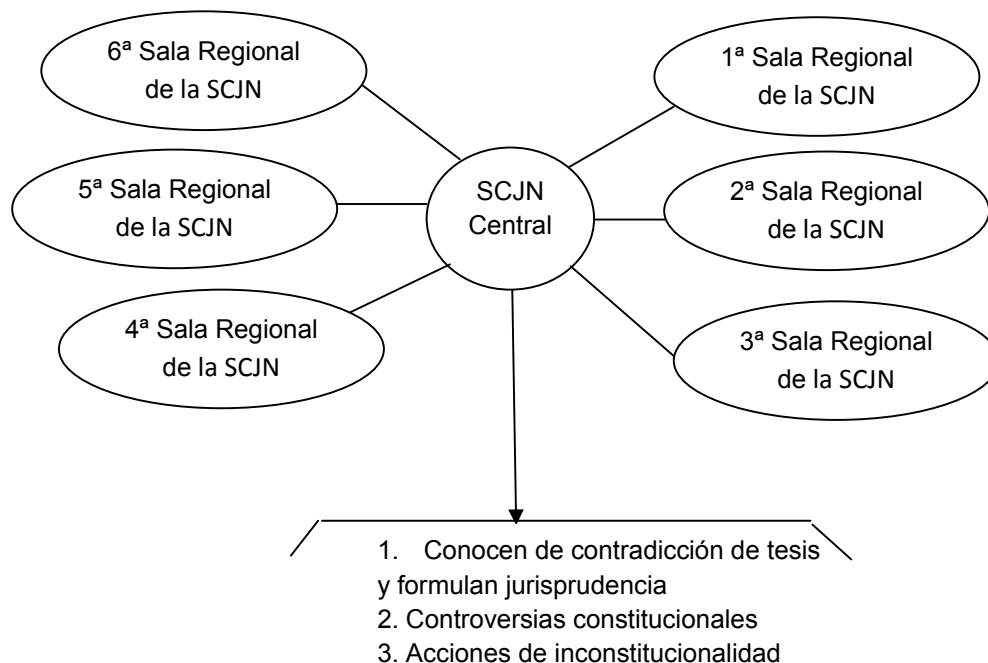 6ª Sala Regional
de la SCJN
1ª Sala Regional
de la SCJN
5ª Sala Regional
de la SCJN
SCJN
Central
2ª Sala Regional
de la SCJN
4ª Sala Regional
de la SCJN
3ª Sala Regional
de la SCJN
1. Conocen de contradicción de tesis
y formulan jurisprudencia
2. Controversias constitucionales
3. Acciones de inconstitucionalidad